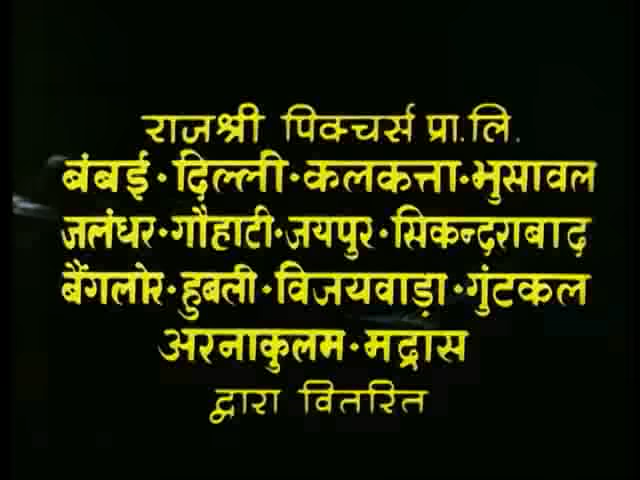 राजश्री पिक्चर्स प्रा.लि.
बंबई·दिल्ली·कलकत्ता·भुसावल
जलंधर·गौहाटी·जयपुर·सिकन्दराबाद
बैंगलोर·हुबली·विजयवाड़ा·गुंटकल
अरनाकुलम·मद्रास
द्वारा वितरित